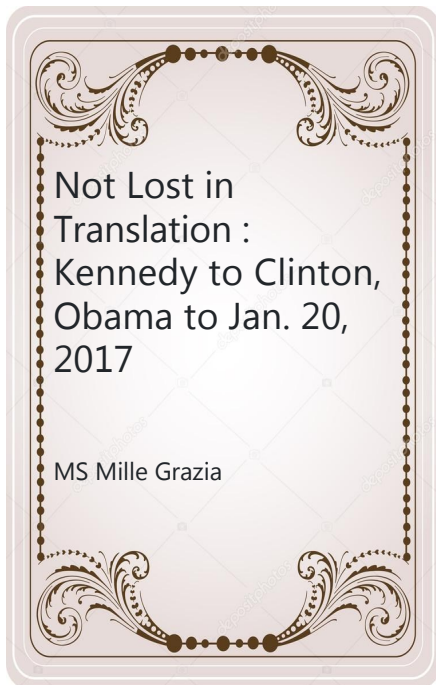 Not Lost in
Translation :
Kennedy to Clinton,
Obama to Jan. 20,
2017
MS Mille Grazia